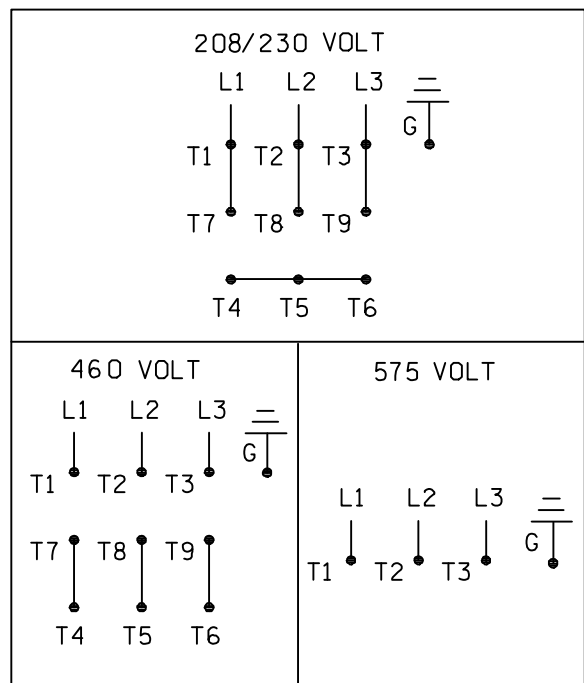 208/230 VOLT
L1 L2 L3
G
T1 T2 T3
T7 T8 T9
T4 T5 T6
460 VOLT
L1 L2 L3
G
T1 T2 T3
T7 T8 T9
T4 T5 T6
575 VOLT
L1 L2 L3
G
T1 T2 T3